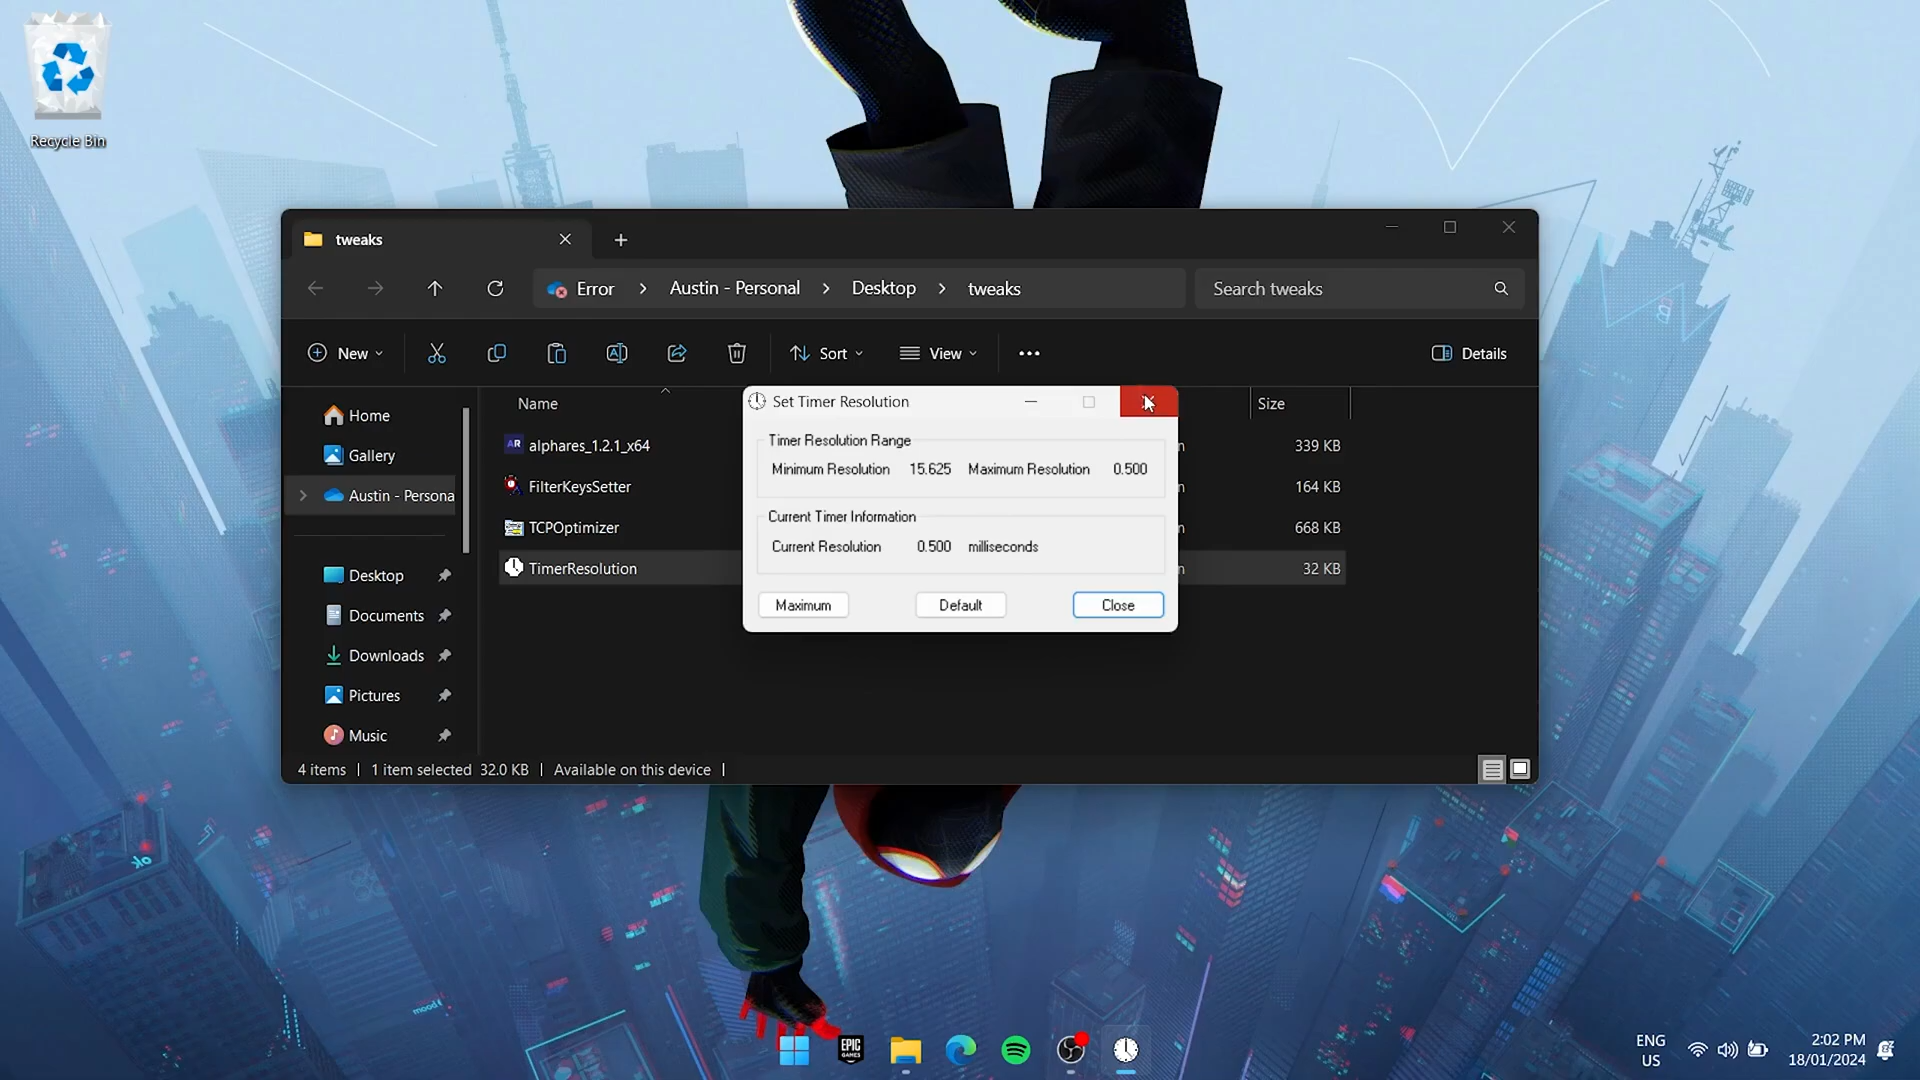 Recycle Bin
tweaks
Error > Austin - Personal > Desktop > tweaks
Search tweaks
New
Sort
View
Details
Name
Size
Home
Gallery
Austin - Persona
Desktop
Documents
Downloads
Pictures
Music
AR alphares_1.2.1_x64
339 KB
FilterKeysSetter
164 KB
TCPOptimizer
668 KB
TimerResolution
32 KB
Set Timer Resolution
Timer Resolution Range
Minimum Resolution 15.625 Maximum Resolution 0.500
Current Timer Information
Current Resolution 0.500 milliseconds
Maximum
Default
Close
4 items | 1 item selected 32.0 KB | Available on this device |
EPIC
GAMES
ENG
US
2:02 PM
18/01/2024